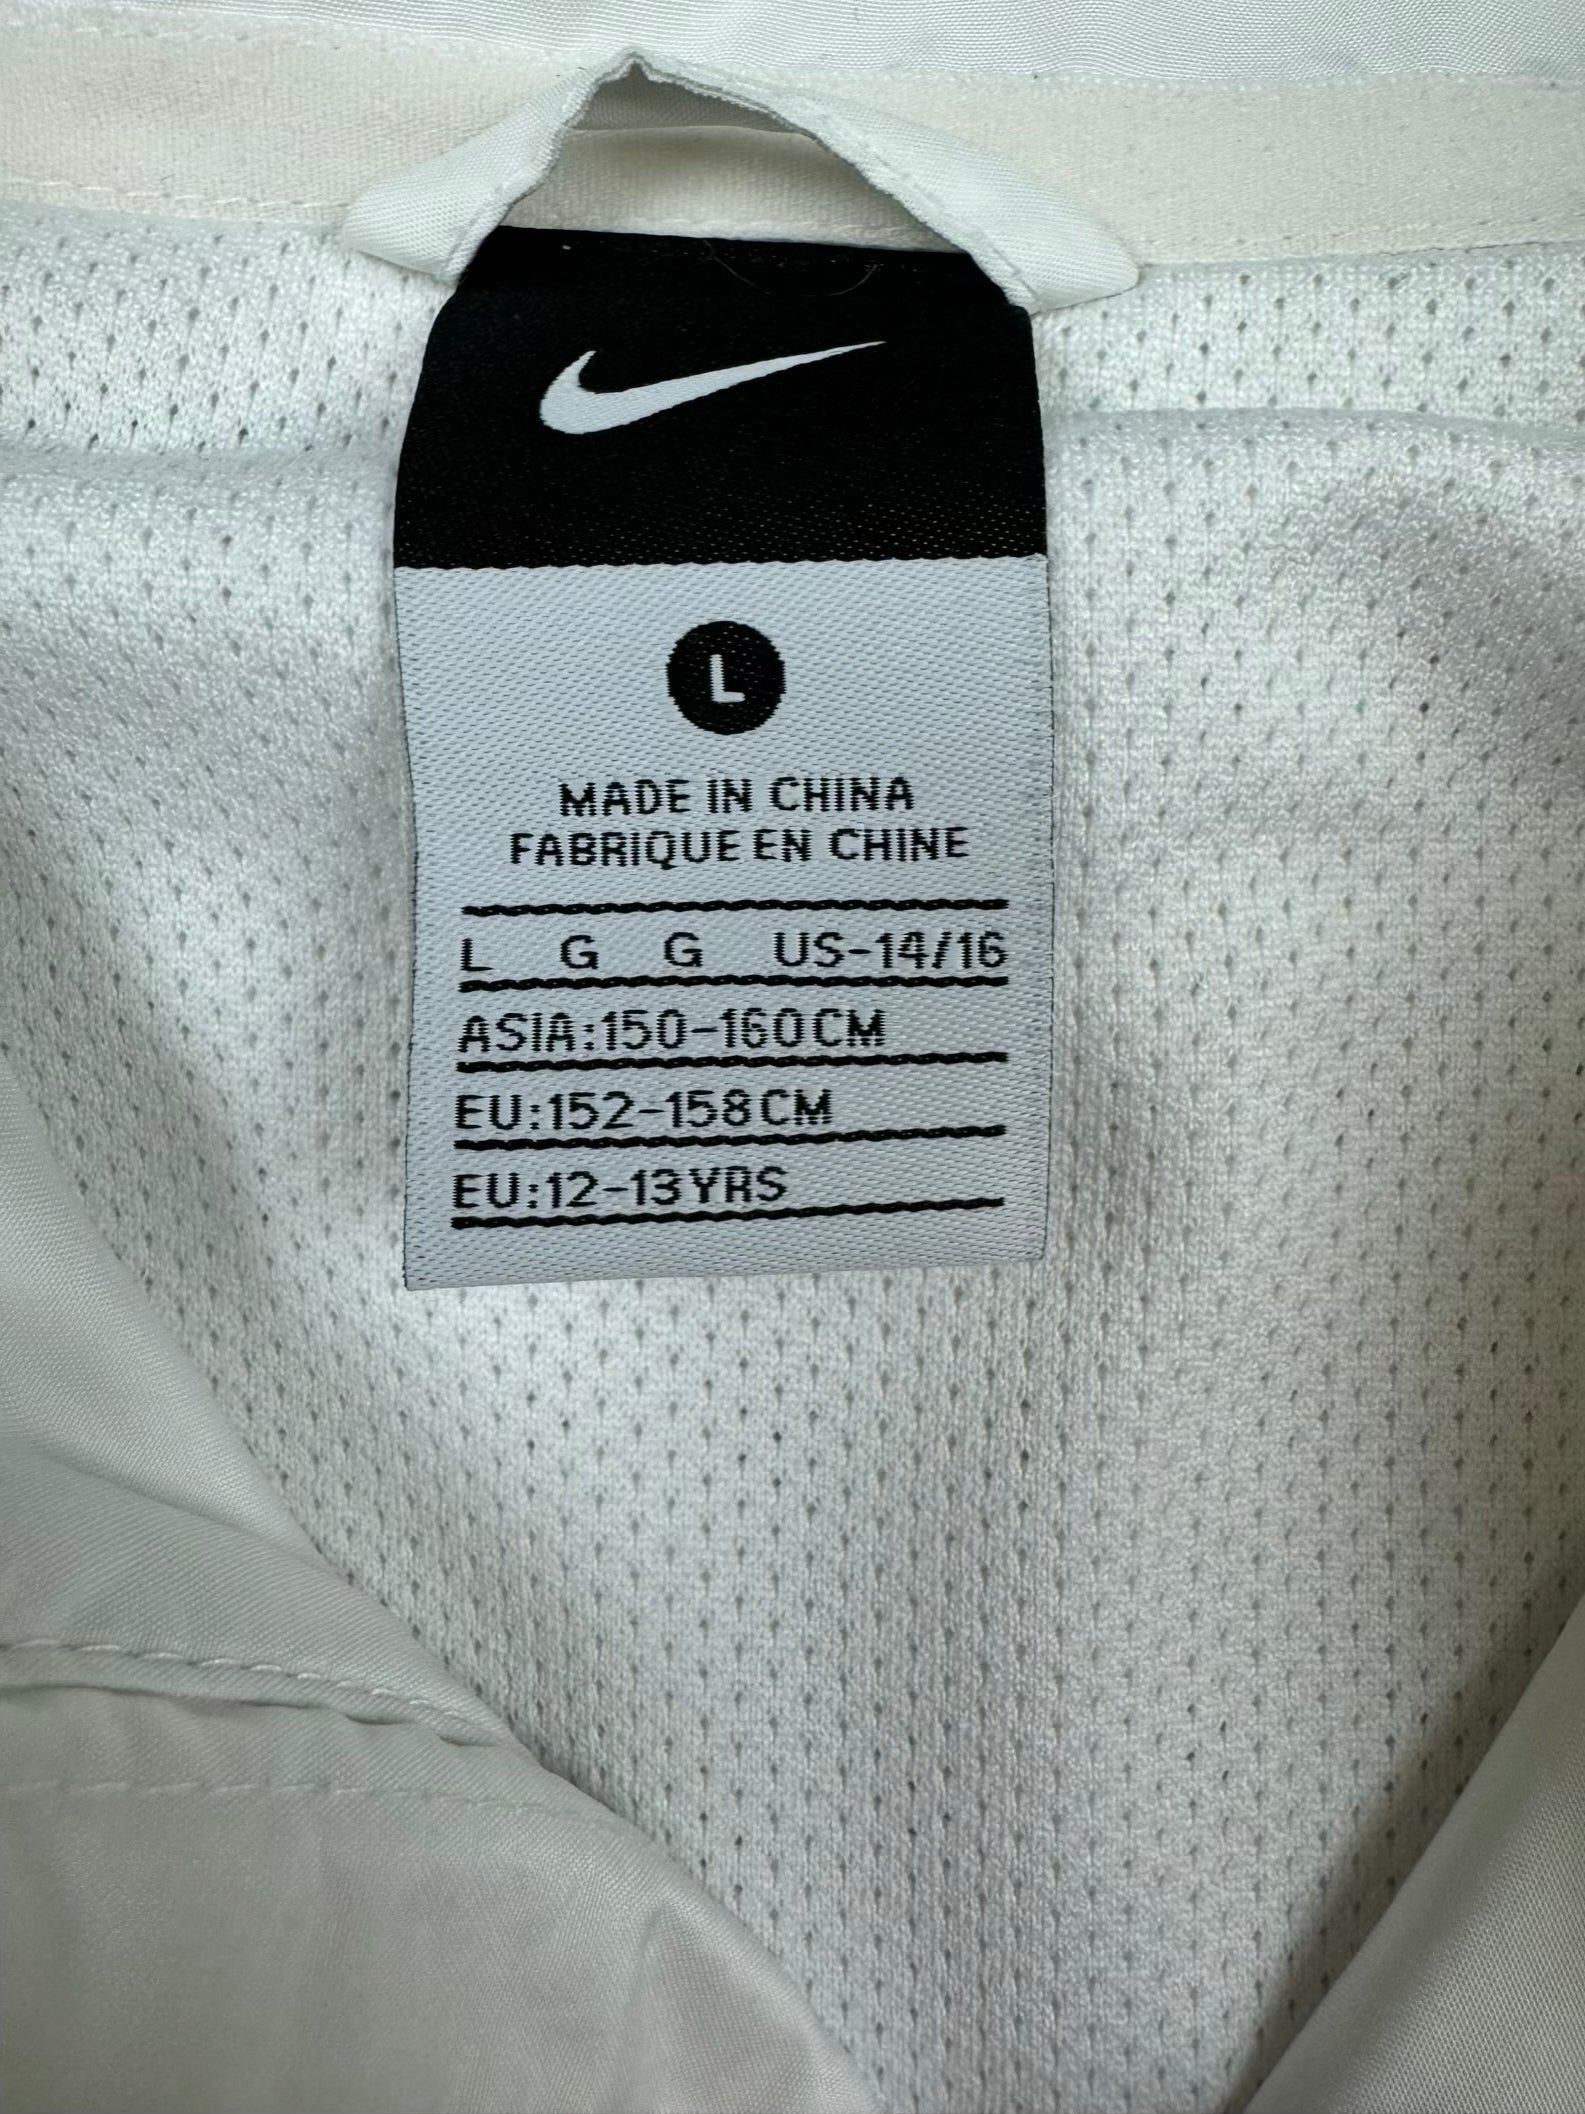 L
MADE IN CHINA
FABRIQUE EN CHINE
L G G US-14/16
ASIA:150-160CM
EU:152-158CM
EU:12-13YRS